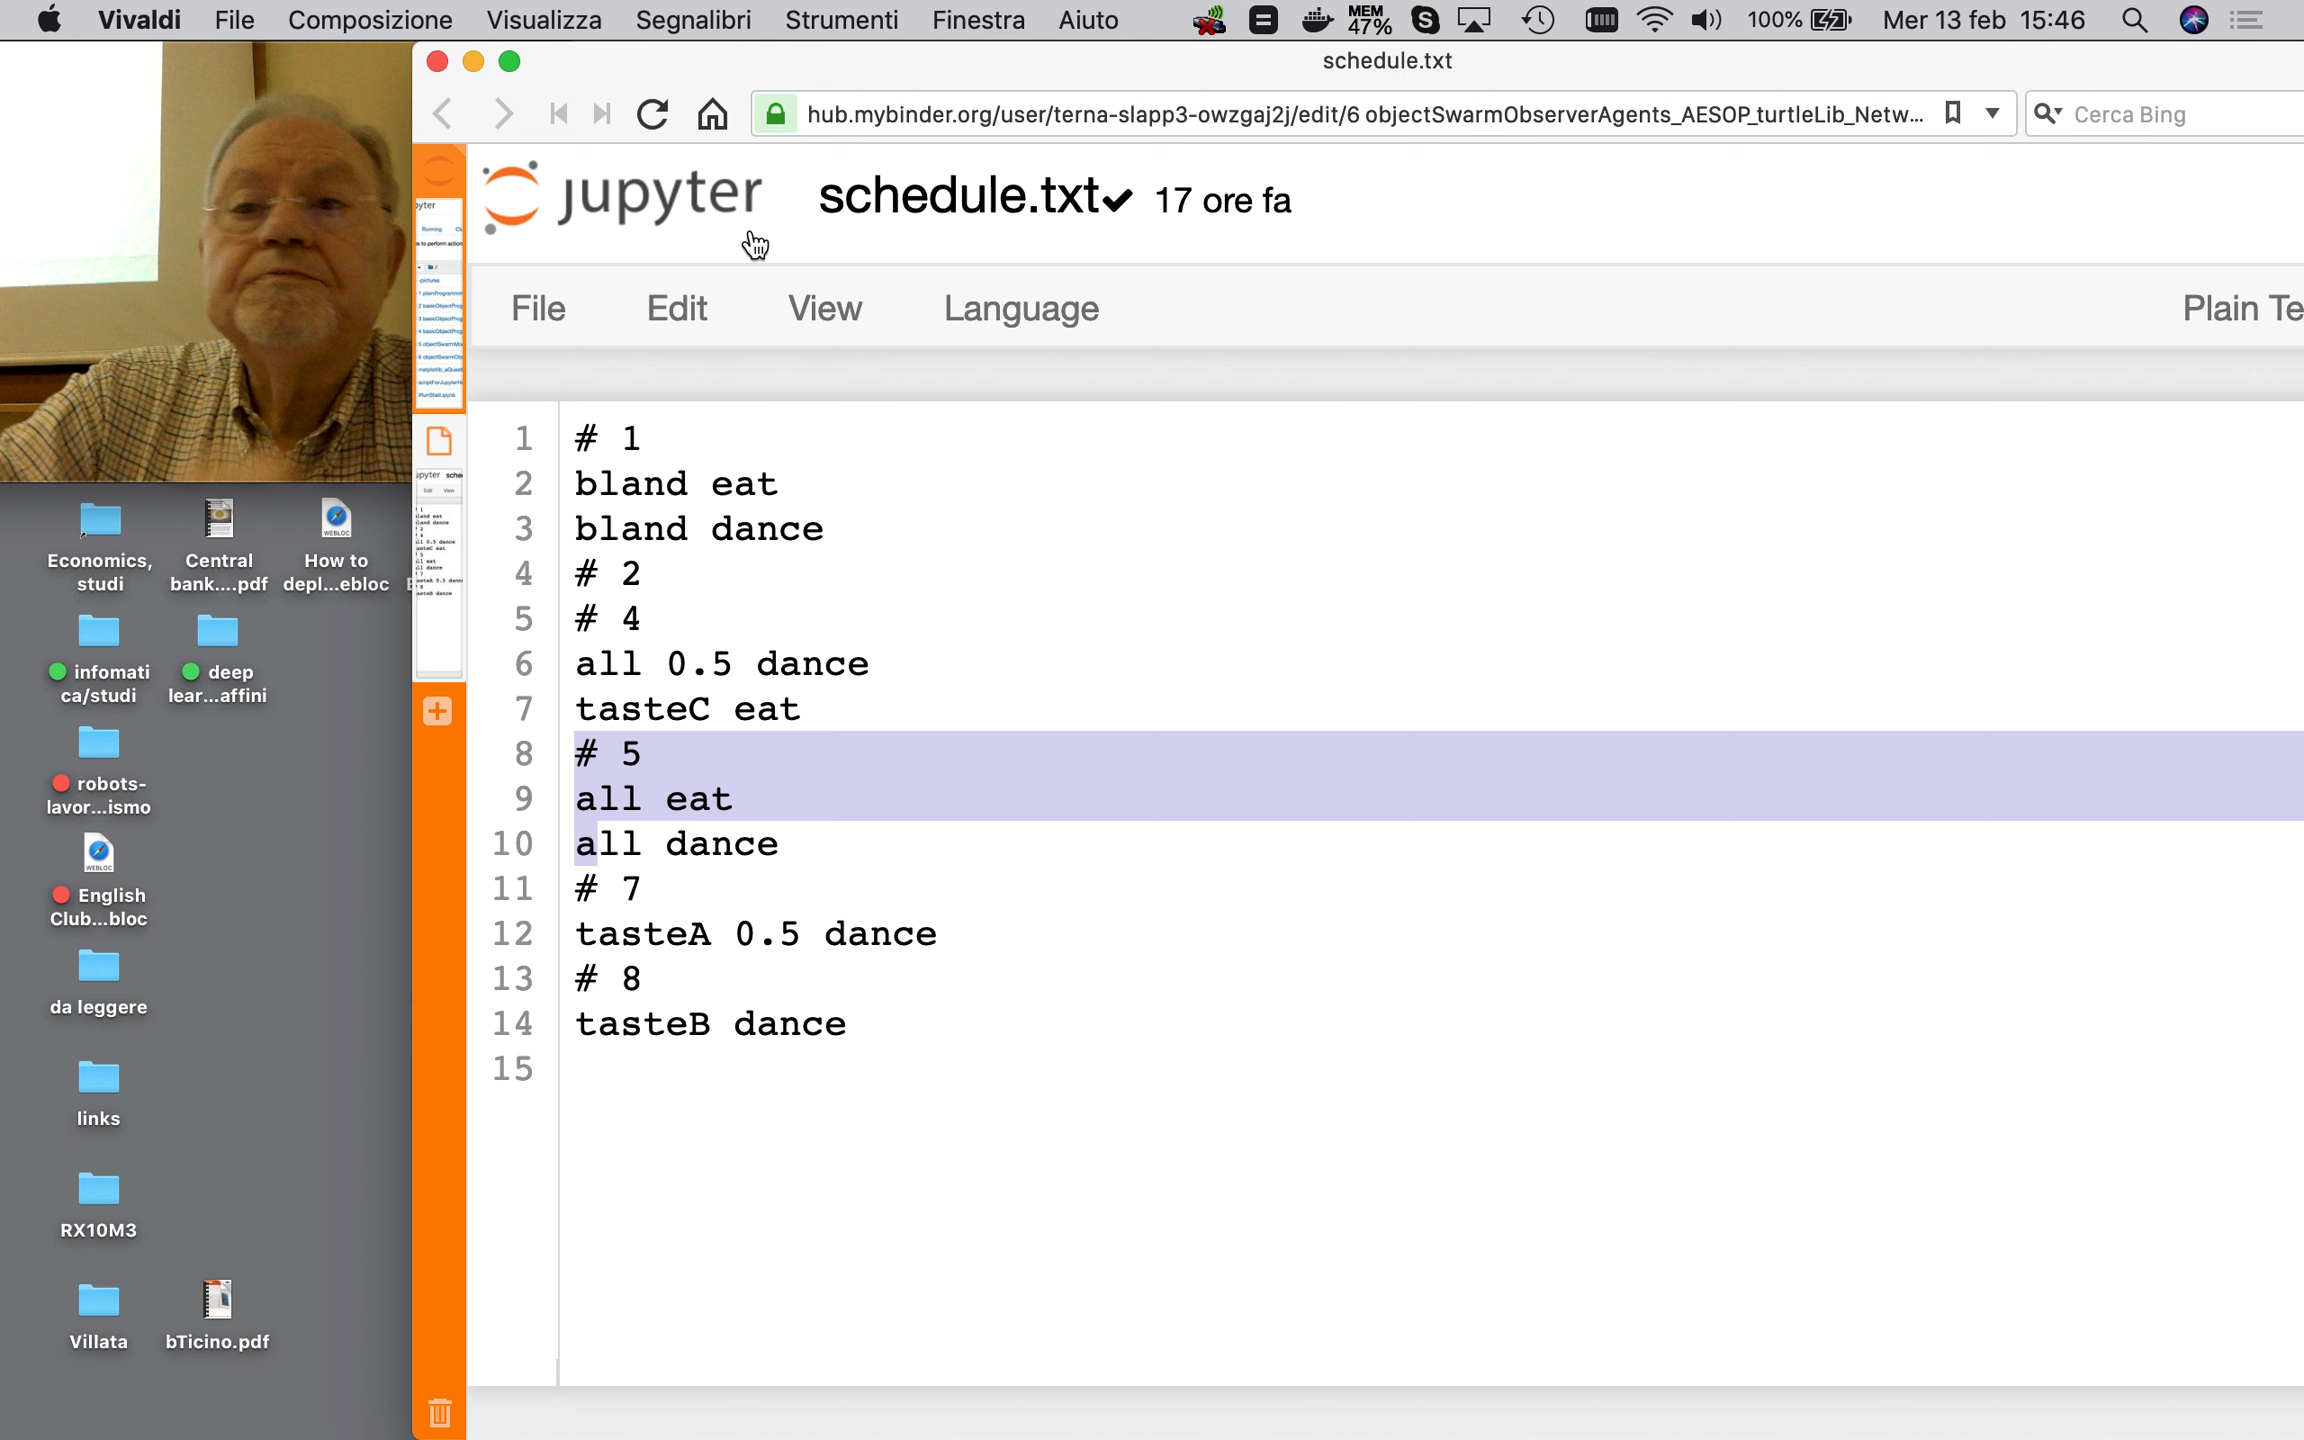 Vivaldi File Composizione Visualizza Segnalibri Strumenti Finestra Aiuto MEM 47% 100% Mer 13 feb 15:46
schedule.txt
hub.mybinder.org/user/terna-slapp3-owzgaj2j/edit/6 objectSwarmObserverAgents_AESOP_turtleLib_Netw... Cerca Bing
jupyter schedule.txt✔ 17 ore fa
File Edit View Language Plain Te
1 # 1
2 bland eat
3 bland dance
4 # 2
5 # 4
6 all 0.5 dance
7 tasteC eat
8 # 5
9 all eat
10 all dance
11 # 7
12 tasteA 0.5 dance
13 # 8
14 tasteB dance
15
Economics, studi
Central bank....pdf
WEBLOC
How to depl...ebloc
infomati ca/studi
deep lear...affini
robots-lavor...ismo
WEBLOC
English Club...bloc
da leggere
links
RX10M3
Villata
bTicino.pdf